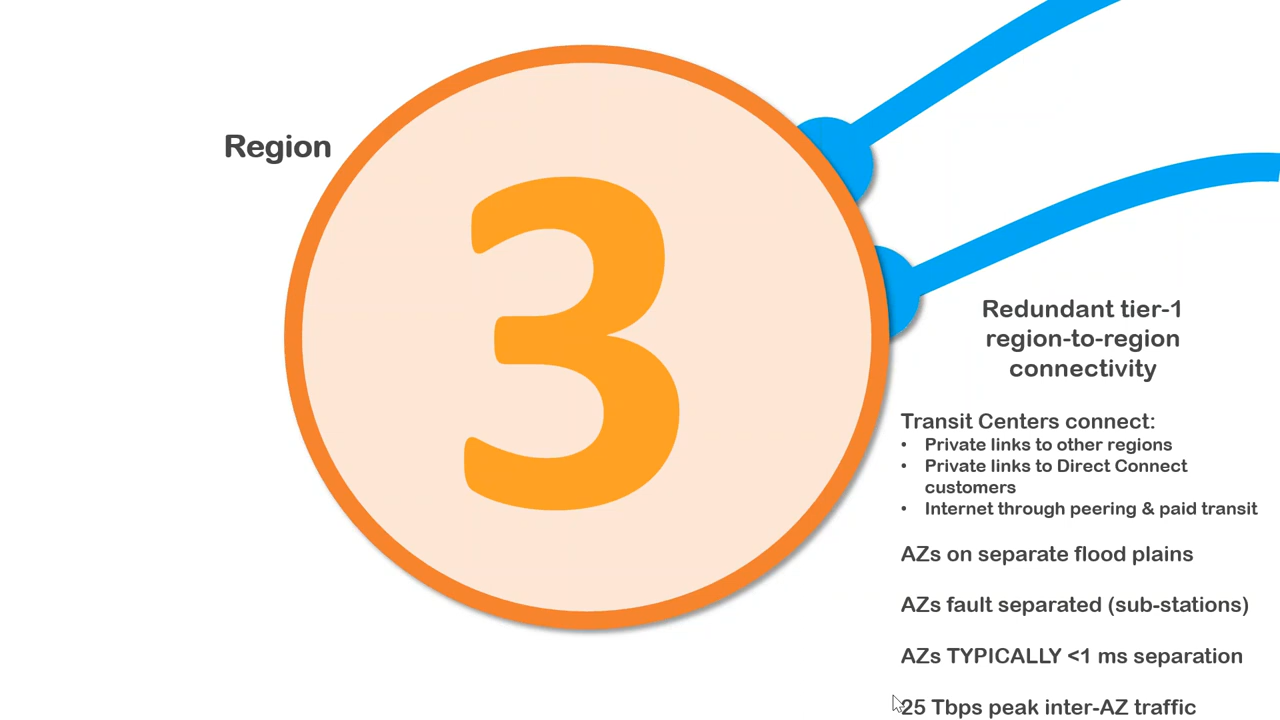 Region
3
Redundant tier-1
region-to-region
connectivity
Transit Centers connect:
• Private links to other regions
• Private links to Direct Connect
customers
• Internet through peering & paid transit
AZs on separate flood plains
AZs fault separated (sub-stations)
AZs TYPICALLY <1 ms separation
25 Tbps peak inter-AZ traffic